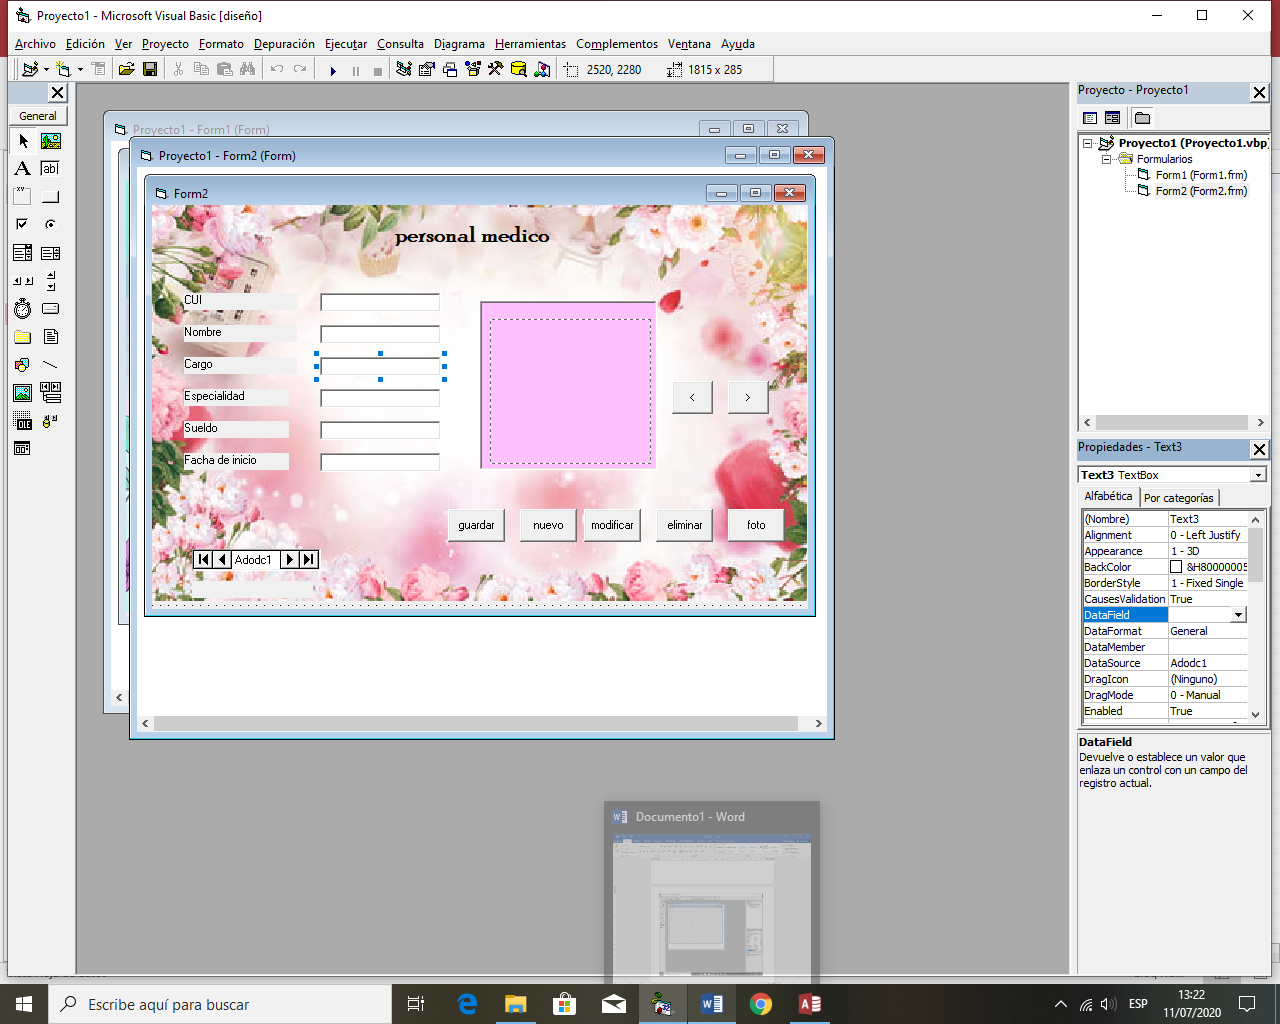 Proyecto1 - Microsoft Visual Basic [diseño]
Archivo Edición Ver Proyecto Formato Depuración Ejecutar Consulta Diagrama Herramientas Complementos Ventana Ayuda
2520, 2280 1815 x 285
General
A ab|
xy
OLE
Proyecto1 - Form1 (Form)
Proyecto1 - Form2 (Form)
Form2
personal medico
CUI
Nombre
Cargo
Especialidad
Sueldo
Facha de inicio
< >
guardar nuevo modificar eliminar foto
Adodc1
Proyecto - Proyecto1
Proyecto1 (Proyecto1.vbp)
Formularios
Form1 (Form1.frm)
Form2 (Form2.frm)
Propiedades - Text3
Text3 TextBox
Alfabética Por categorías
(Nombre) Text3
Alignment 0 - Left Justify
Appearance 1 - 3D
BackColor &H80000005
BorderStyle 1 - Fixed Single
CausesValidation True
DataField
DataFormat General
DataMember
DataSource Adodc1
DragIcon (Ninguno)
DragMode 0 - Manual
Enabled True
DataField
Devuelve o establece un valor que
enlaza un control con un campo del
registro actual.
Documento1 - Word
Escribe aquí para buscar
ESP
13:22
11/07/2020